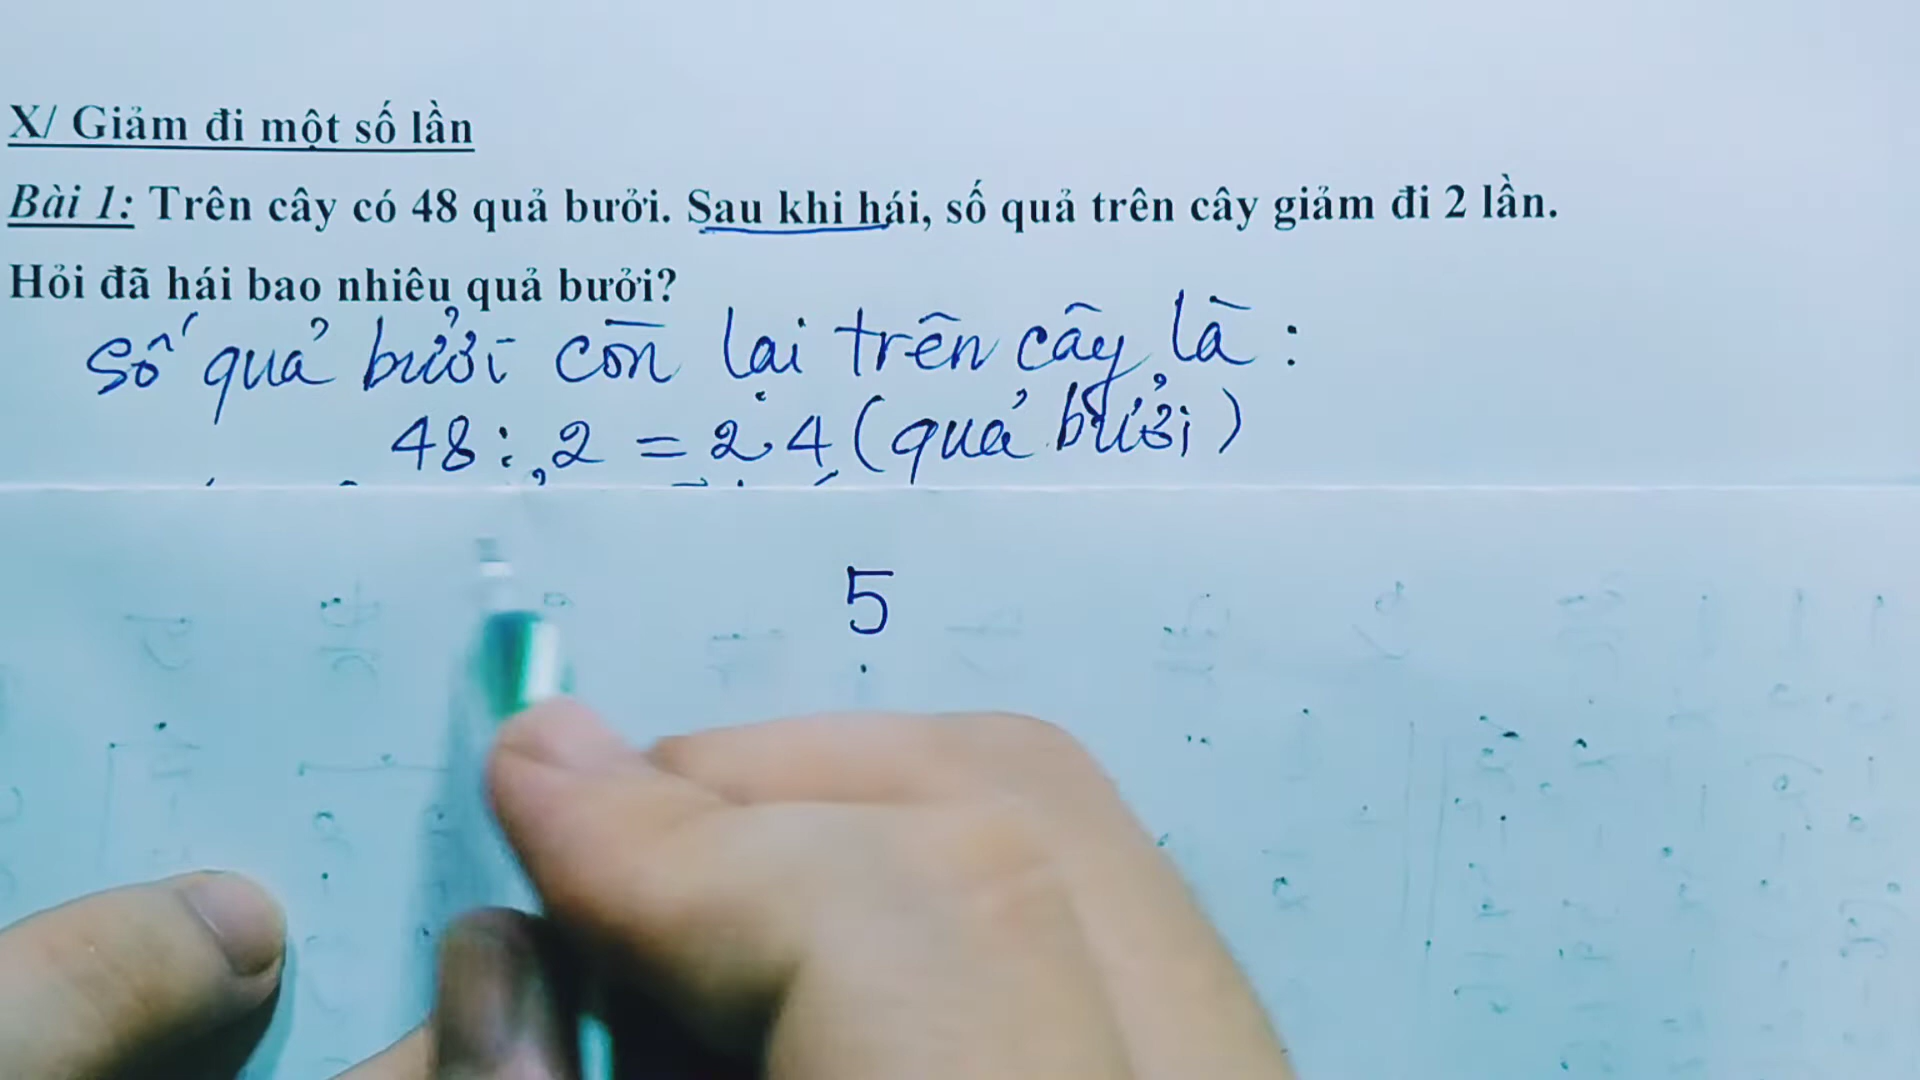 X/ Giảm đi một số lần
Bài 1: Trên cây có 48 quả bưởi. Sau khi hái, số quả trên cây giảm đi 2 lần.
Hỏi đã hái bao nhiêu quả bưởi?
Số quả bưởi còn lại trên cây là :
48 : 2 = 24 (quả bưởi)
5